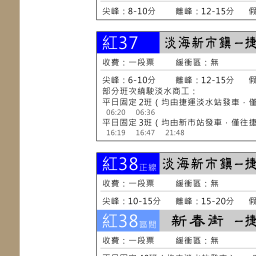 尖峰：8-10分 離峰：12-15分 假
紅37 淡海新市鎮－捷
收費：一段票 緩衝區：無
尖峰：6-10分 離峰：12-15分 假
部分班次繞駛淡水商工：
平日固定2班（均由捷運淡水站發車，僅
06:20 06:36
平日固定3班（均由新市站發車，僅往
16:19 16:47 21:48
紅38正線 淡海新市鎮－捷
收費：一段票 緩衝區：無
尖峰：10-15分 離峰：15-20分 假
紅38區間 新春街 －捷
收費：一段票 緩衝區：無